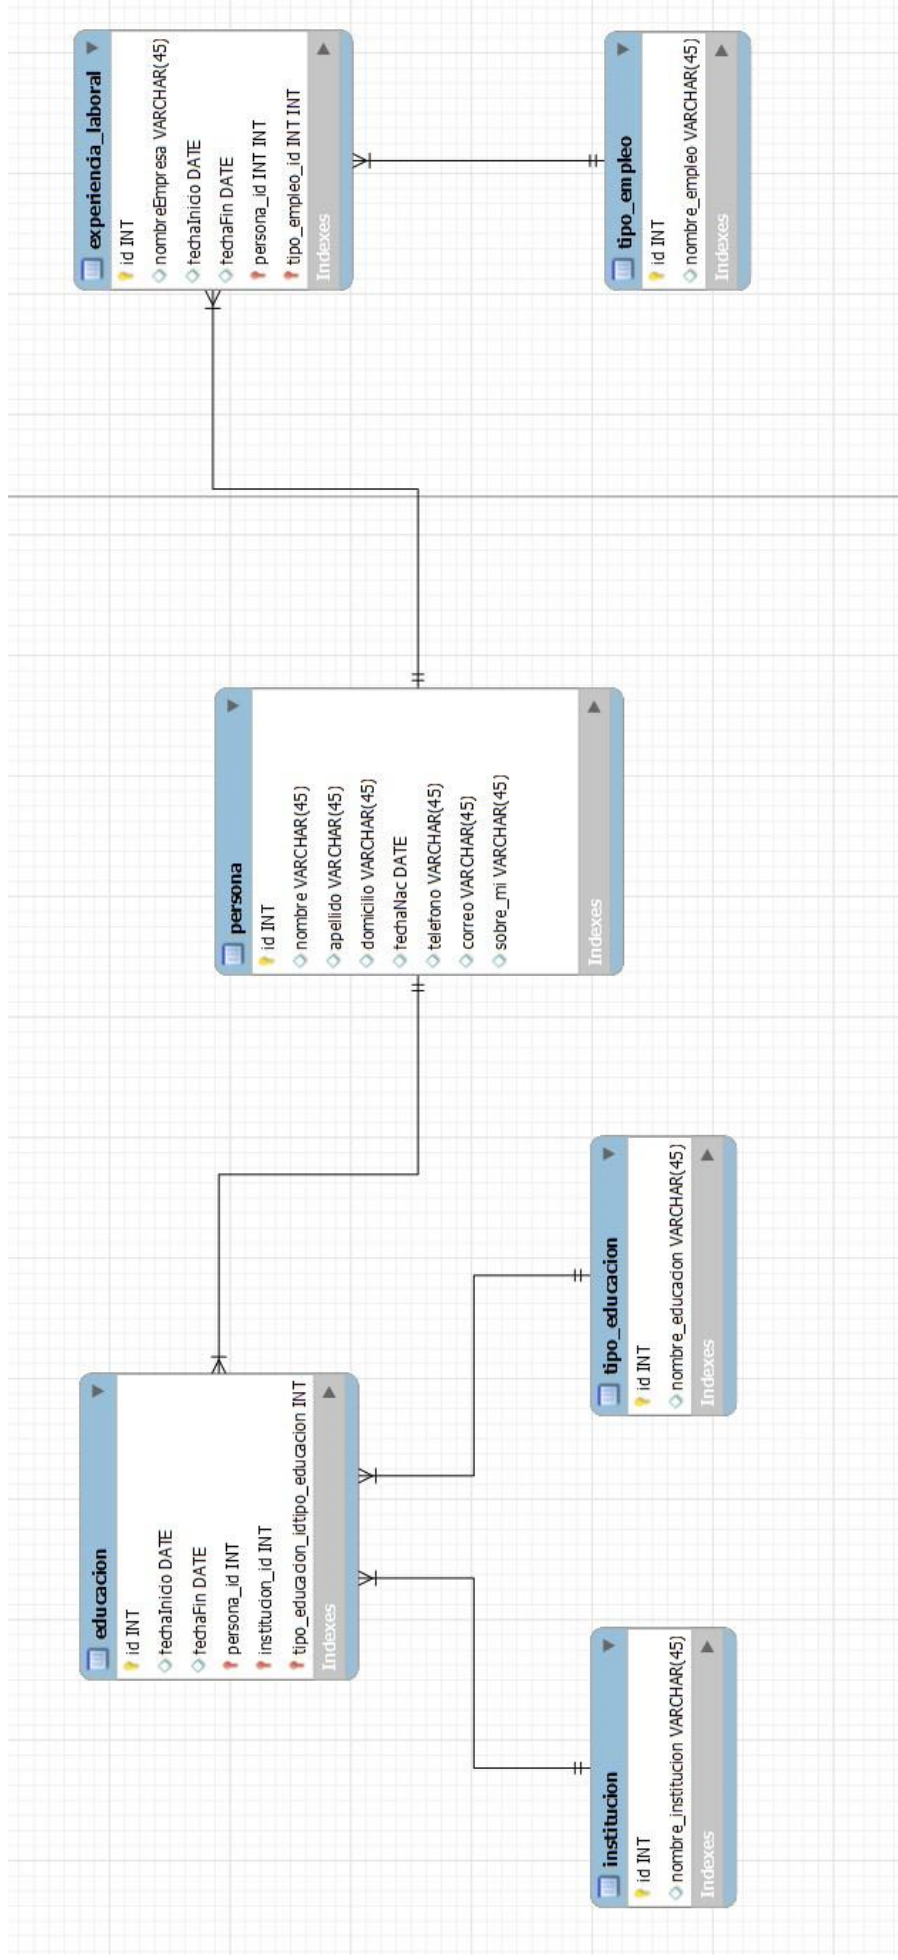 educacion
id INT
fechaInicio DATE
fechaFin DATE
persona_id INT
institucion_id INT
tipo_educacion_idtipo_educacion INT
Indexes
institucion
id INT
nombre_institucion VARCHAR(45)
Indexes
tipo_educacion
id INT
nombre_educacion VARCHAR(45)
Indexes
persona
id INT
nombre VARCHAR(45)
apellido VARCHAR(45)
domicilio VARCHAR(45)
fechaNac DATE
telefono VARCHAR(45)
correo VARCHAR(45)
sobre_mi VARCHAR(45)
Indexes
experiencia_laboral
id INT
nombreEmpresa VARCHAR(45)
fechaInicio DATE
fechaFin DATE
persona_id INT INT
tipo_empleo_id INT INT
Indexes
tipo_empleo
id INT
nombre_empleo VARCHAR(45)
Indexes